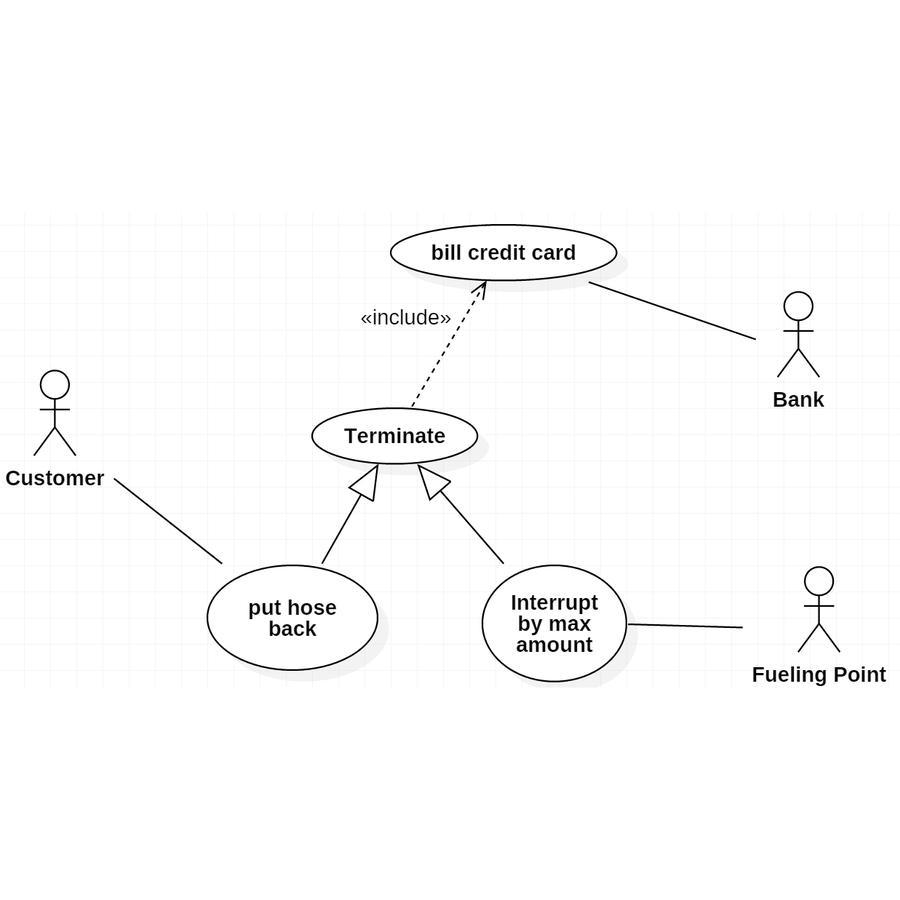 bill credit card
«include»
Bank
Terminate
Customer
put hose
back
Interrupt
by max
amount
Fueling Point